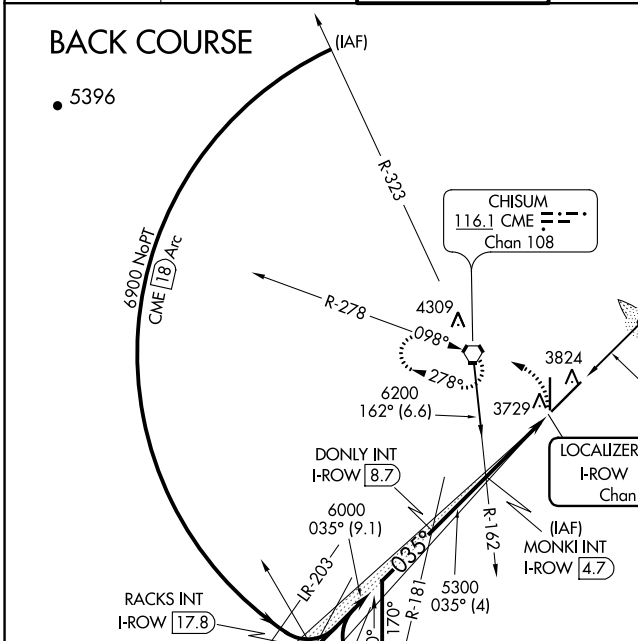 BACK COURSE
(IAF)
5396
R-323
CHISUM
116.1 CME
Chan 108
6900 NoPT
CME 18 Arc
R-278
4309
098°
278°
3824
6200
162° (6.6)
3729
DONLY INT
I-ROW 8.7
LOCALIZER
I-ROW
Chan
6000
035° (9.1)
035°
R-162
(IAF)
MONKI INT
I-ROW 4.7
LR-203
R-181
5300
035° (4)
170°
RACKS INT
I-ROW 17.8